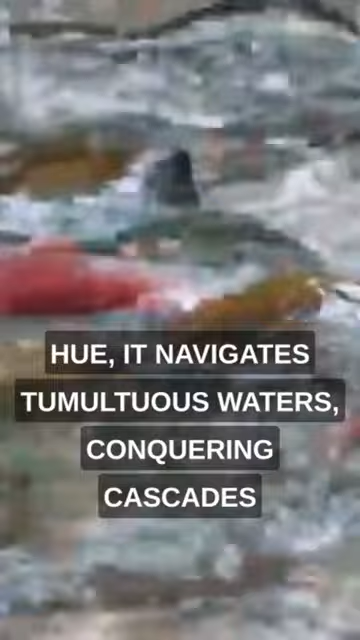 HUE, IT NAVIGATES
TUMULTUOUS WATERS,
CONQUERING
CASCADES